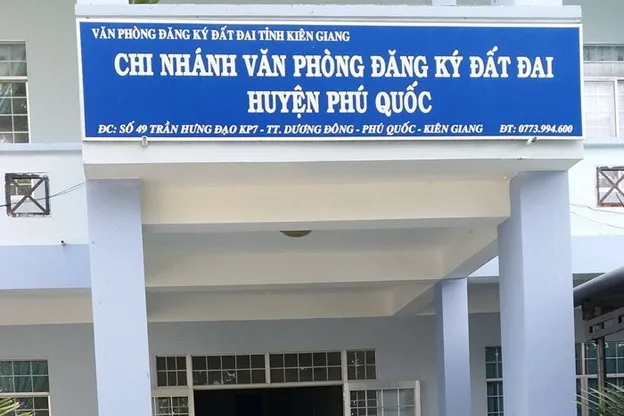 VĂN PHÒNG ĐĂNG KÝ ĐẤT ĐAI TỈNH KIÊN GIANG
CHI NHÁNH VĂN PHÒNG ĐĂNG KÝ ĐẤT ĐAI
HUYỆN PHÚ QUỐC
ĐC: SỐ 49 TRẦN HƯNG ĐẠO KP7 - TT. DƯƠNG ĐÔNG - PHÚ QUỐC - KIÊN GIANG ĐT: 0773.994.600